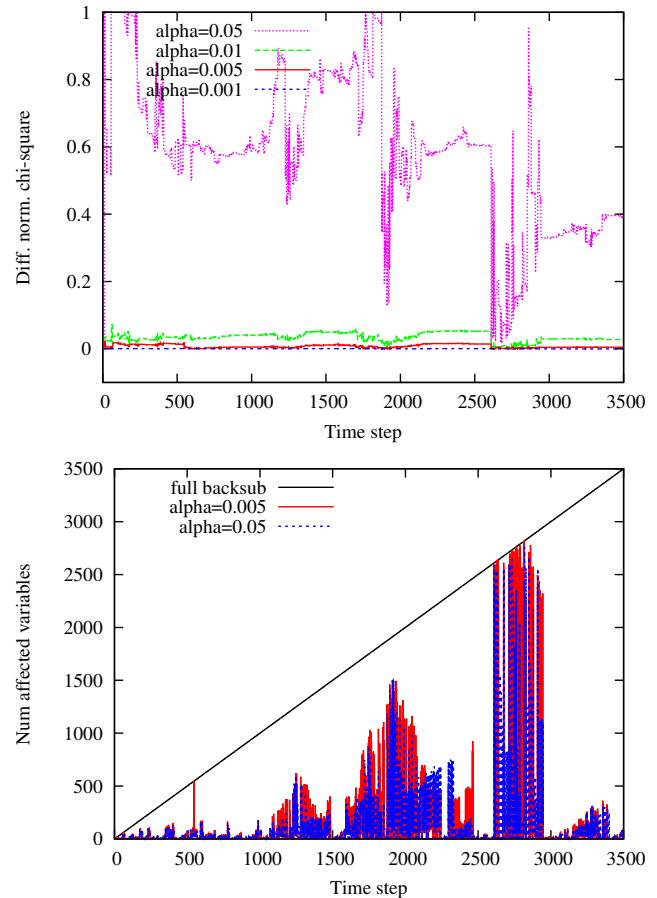 1
0.8
0.6
0.4
0.2
0
Diff. norm. chi-square
alpha=0.05
alpha=0.01
alpha=0.005
alpha=0.001
0 500 1000 1500 2000 2500 3000 3500
Time step
3500
3000
2500
2000
1500
1000
500
0
Num affected variables
full backsub
alpha=0.005
alpha=0.05
0 500 1000 1500 2000 2500 3000 3500
Time step